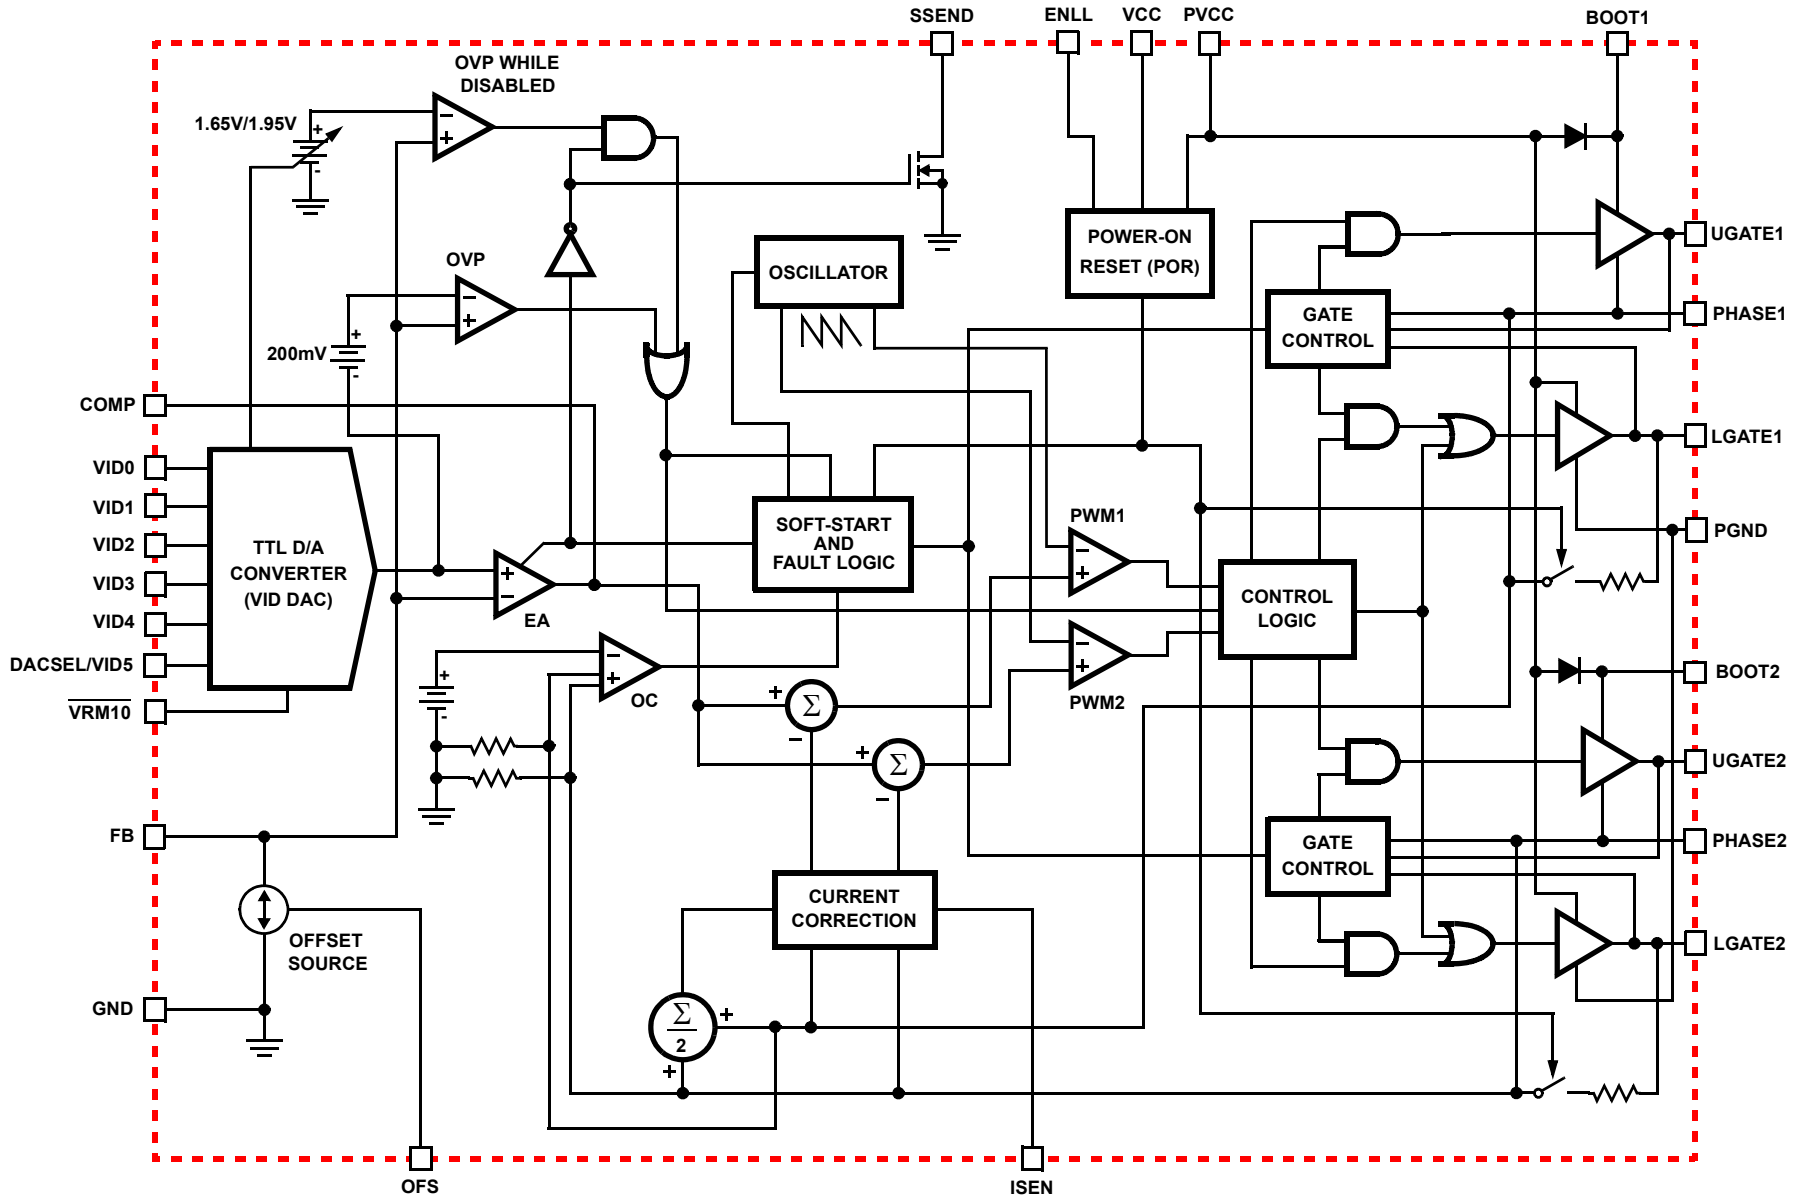 SSEND
ENLL
VCC
PVCC
BOOT1
OVP WHILE
DISABLED
1.65V/1.95V
+
-
−
+
UGATE1
POWER-ON
RESET (POR)
OVP
OSCILLATOR
−
+
GATE
CONTROL
PHASE1
+
200mV
-
COMP
LGATE1
VID0
VID1
VID2
VID3
VID4
DACSEL/VID5
VRM10
TTL D/A
CONVERTER
(VID DAC)
+
−
EA
SOFT-START
AND
FAULT LOGIC
PWM1
−
+
PGND
CONTROL
LOGIC
−
+
PWM2
+
-
−
+
OC
+
Σ
−
+
Σ
−
BOOT2
UGATE2
FB
GATE
CONTROL
PHASE2
OFFSET
SOURCE
CURRENT
CORRECTION
LGATE2
GND
Σ
2
+
+
OFS
ISEN